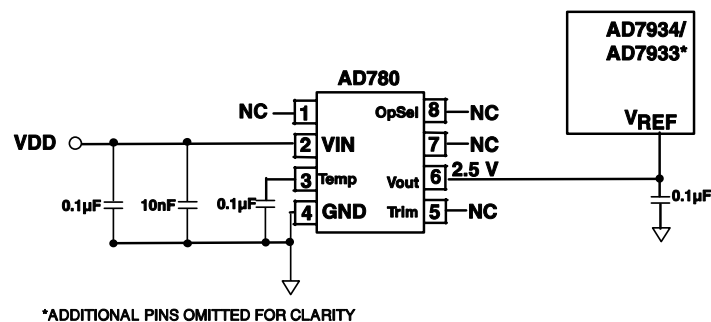 AD7934/
AD7933*
VREF
AD780
NC 1
OpSel 8 NC
VDD
2 VIN
7 NC
3 Temp
Vout 6 2.5 V
4 GND
Trim 5 NC
0.1µF
10nF
0.1µF
0.1µF
*ADDITIONAL PINS OMITTED FOR CLARITY